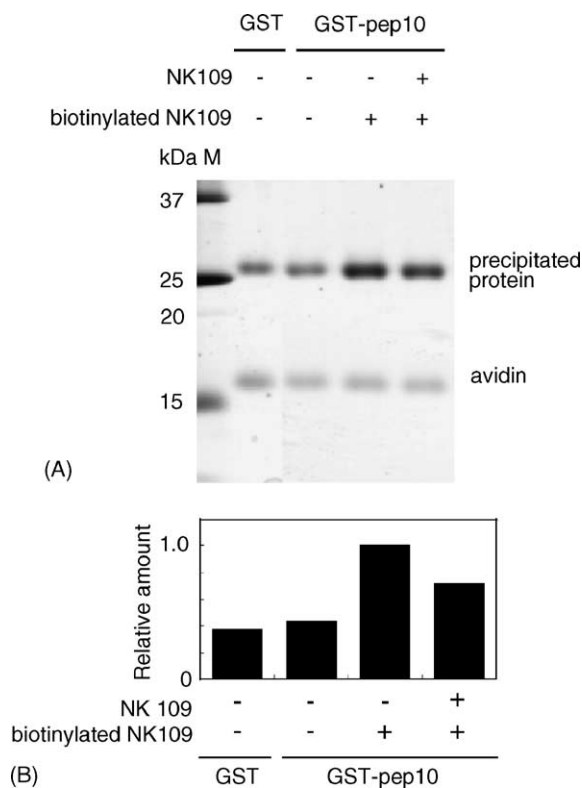 GST GST-pep10
NK109 - - - +
biotinylated NK109 - - + +
kDa M
37
25
20
15
precipitated
protein
avidin
(A)
Relative amount
1.0
0
NK 109 - - - +
biotinylated NK109 - - + +
GST GST-pep10
(B)